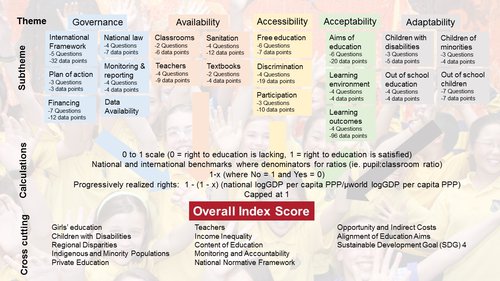 Theme
Governance
Availability
Accessibility
Acceptability
Adaptability
Subtheme
International
Framework
-5 Questions
-32 data points
Plan of action
-3 Questions
-3 data points
Financing
-7 Questions
-12 data points
National law
-4 Questions
-7 data points
Monitoring &
reporting
-4 Questions
-4 data points
Data
Availability
Classrooms
-2 Questions
-6 data points
Teachers
-4 Questions
-9 data points
Sanitation
-4 Questions
-12 data points
Textbooks
-2 Questions
-4 data points
Free education
-6 Questions
-7 data points
Discrimination
-4 Questions
-19 data points
Participation
-3 Questions
-10 data points
Aims of
education
-6 Questions
-20 data points
Learning
environment
-4 Questions
-4 data points
Learning
outcomes
-4 Questions
-96 data points
Children with
disabilities
-3 Questions
-5 data points
Out of school
education
-4 Questions
-4 data points
Children of
minorities
-3 Questions
-4 data points
Out of school
children
-7 Questions
-7 data points
Calculations
0 to 1 scale (0 = right to education is lacking, 1 = right to education is satisfied)
National and international benchmarks where denominators for ratios (ie. pupil:classroom ratio)
1-x (where No = 1 and Yes = 0)
Progressively realized rights: 1 - (1 - x) (national logGDP per capita PPP/μworld logGDP per capita PPP)
Capped at 1
Overall Index Score
Cross cutting
Girls' education
Children with Disabilities
Regional Disparities
Indigenous and Minority Populations
Private Education
Teachers
Income Inequality
Content of Education
Monitoring and Accountability
National Normative Framework
Opportunity and Indirect Costs
Alignment of Education Aims
Sustainable Development Goal (SDG) 4